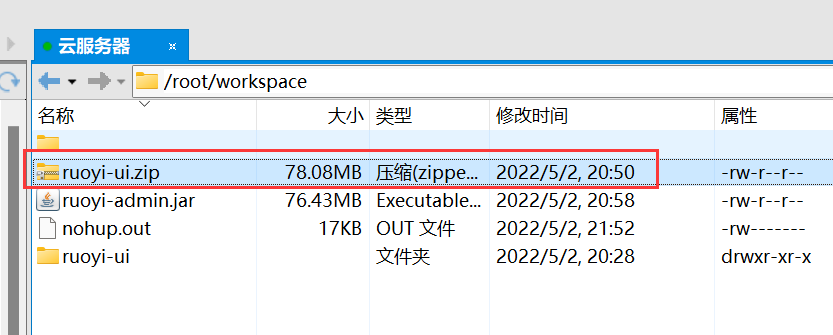 云服务器 ×
/root/workspace
名称 大小 类型 修改时间 属性
ruoyi-ui.zip 78.08MB 压缩(zippe... 2022/5/2, 20:50 -rw-r--r--
ruoyi-admin.jar 76.43MB Executable... 2022/5/2, 20:58 -rw-r--r--
nohup.out 17KB OUT 文件 2022/5/2, 21:52 -rw-------
ruoyi-ui 文件夹 2022/5/2, 20:28 drwxr-xr-x